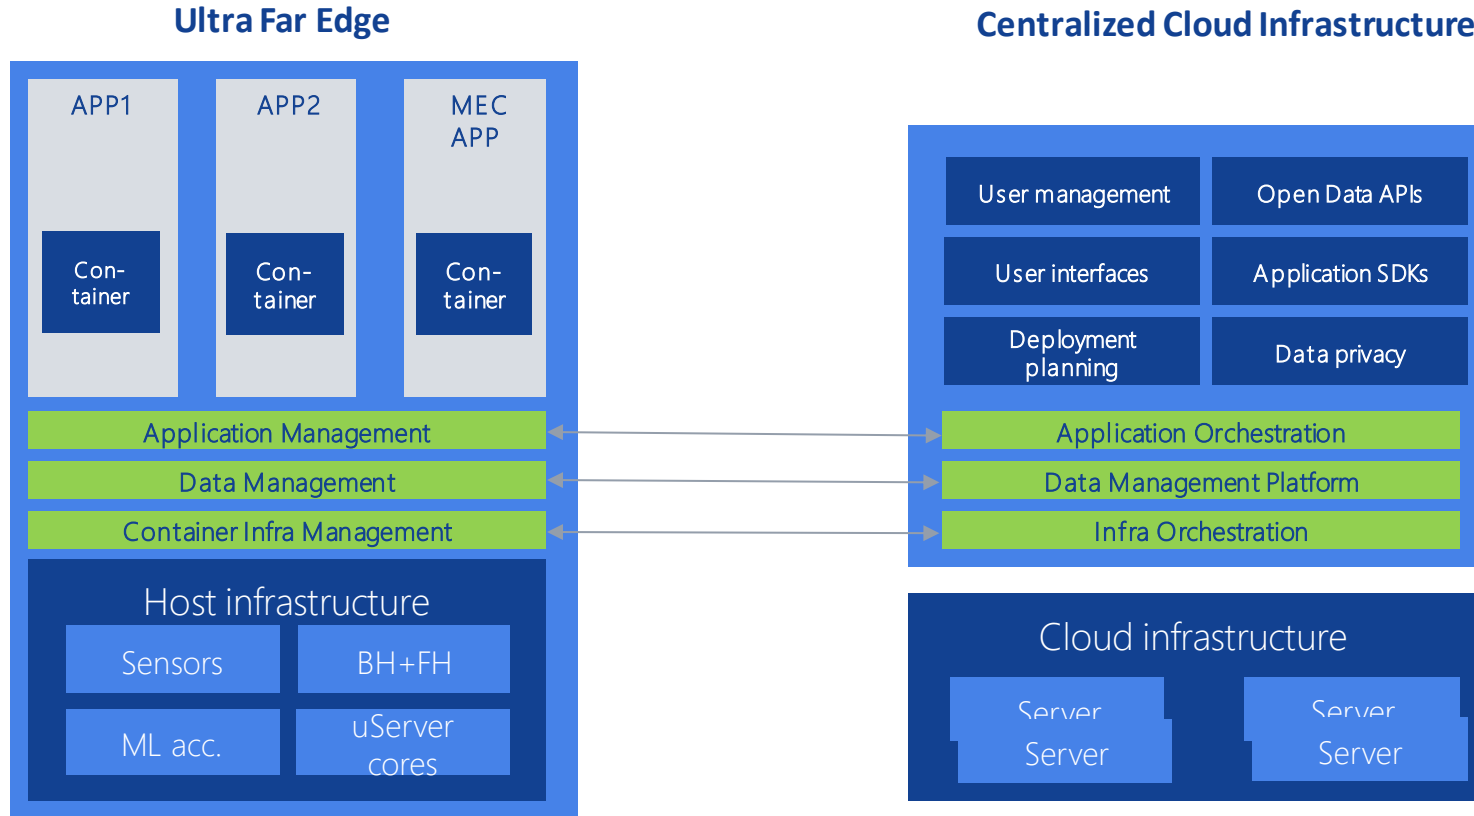 Ultra Far Edge
Centralized Cloud Infrastructure
APP1
APP2
MEC
APP
Con-
tainer
Con-
tainer
Con-
tainer
User management
Open Data APIs
User interfaces
Application SDKs
Deployment
planning
Data privacy
Application Management
Application Orchestration
Data Management
Data Management Platform
Container Infra Management
Infra Orchestration
Host infrastructure
Sensors
BH+FH
ML acc.
uServer
cores
Cloud infrastructure
Server
Server
Server
Server